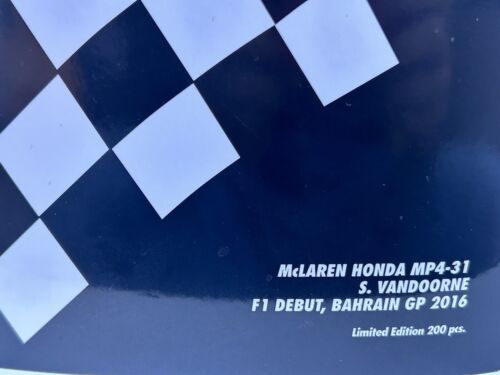 McLAREN HONDA MP4-31
S. VANDOORNE
F1 DEBUT, BAHRAIN GP 2016
Limited Edition 200 pcs.